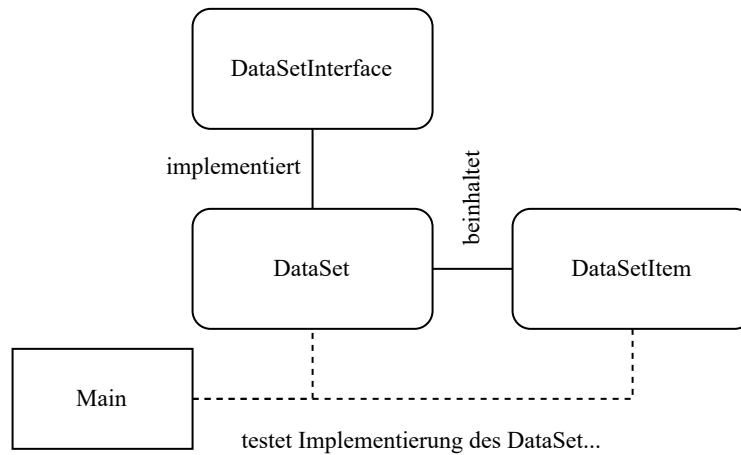 DataSetInterface
implementiert
beinhaltet
DataSet
DataSetItem
Main
testet Implementierung des DataSet...